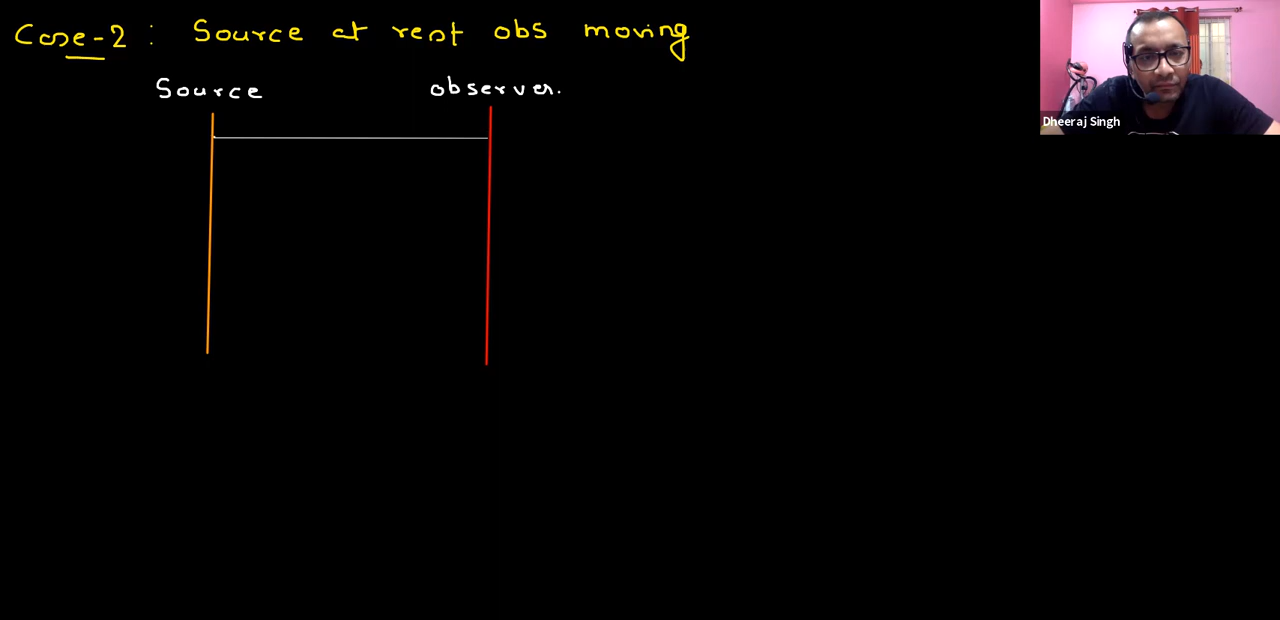 Case-2 : Source at rest obs moving
Source observer.
Dheeraj Singh